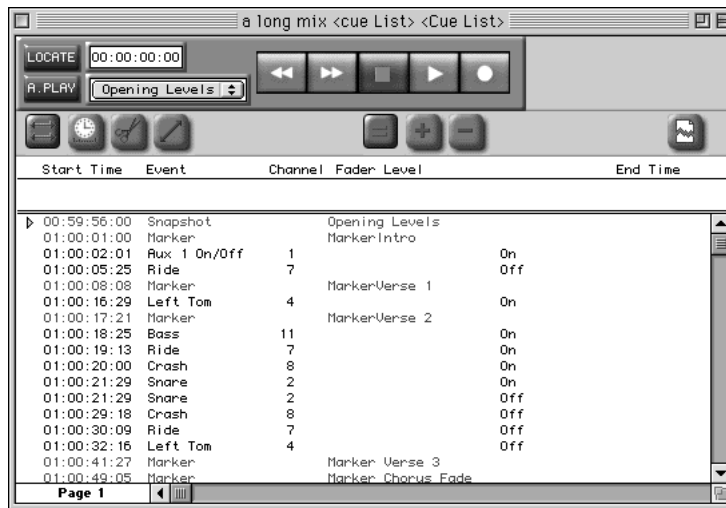 a long mix <cue List> <Cue List>
LOCATE 00:00:00:00
A.PLAY Opening Levels
Start Time Event Channel Fader Level End Time
00:59:56:00 Snapshot Opening Levels
01:00:01:00 Marker MarkerIntro
01:00:02:01 Aux 1 On/Off 1 On
01:00:05:25 Ride 7 Off
01:00:08:08 Marker MarkerVerse 1
01:00:16:29 Left Tom 4 On
01:00:17:21 Marker MarkerVerse 2
01:00:18:25 Bass 11 On
01:00:19:13 Ride 7 On
01:00:20:00 Crash 8 On
01:00:21:29 Snare 2 On
01:00:21:29 Snare 2 Off
01:00:29:18 Crash 8 Off
01:00:30:09 Ride 7 Off
01:00:32:16 Left Tom 4 Off
01:00:41:27 Marker Marker Verse 3
01:00:49:05 Marker Marker Chorus Fade
Page 1